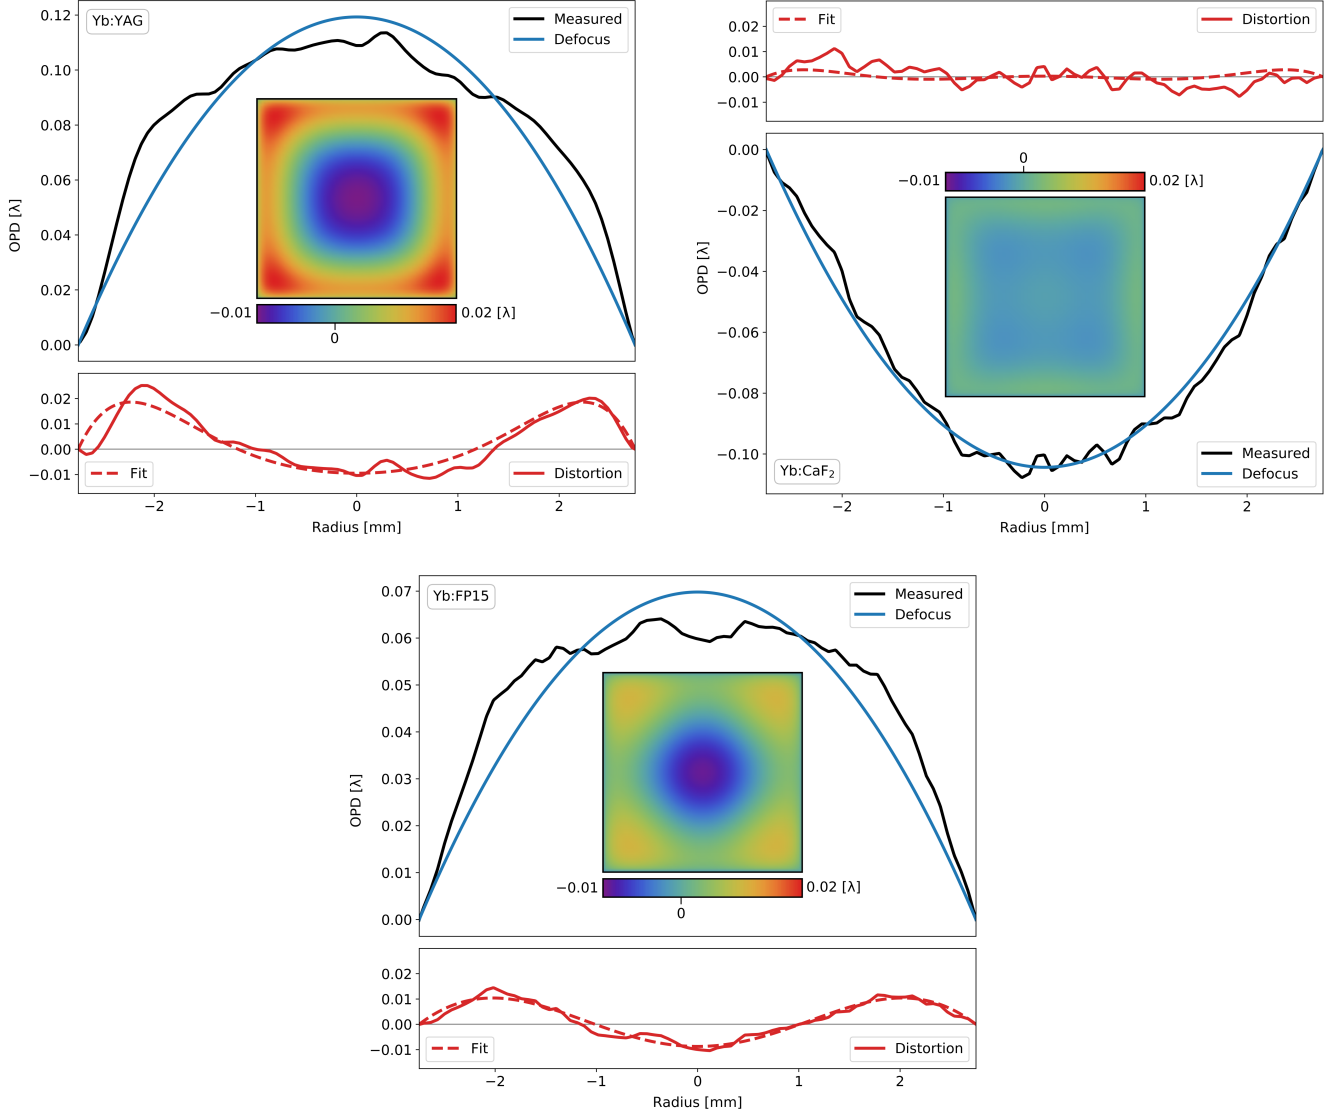 Yb:YAG
Measured
Defocus
0.12
0.10
0.08
0.06
0.04
0.02
0.00
OPD [λ]
−0.01
0.02 [λ]
0
0.02
0.01
0.00
−0.01
Fit
Distortion
−2
−1
0
1
2
Radius [mm]
Fit
Distortion
0.02
0.01
0.00
−0.01
0.00
−0.02
−0.04
−0.06
−0.08
−0.10
OPD [λ]
0
−0.01
0.02 [λ]
Measured
Defocus
Yb:CaF₂
−2
−1
0
1
2
Radius [mm]
Yb:FP15
Measured
Defocus
0.07
0.06
0.05
0.04
0.03
0.02
0.01
0.00
OPD [λ]
−0.01
0.02 [λ]
0
0.02
0.01
0.00
−0.01
Fit
Distortion
−2
−1
0
1
2
Radius [mm]